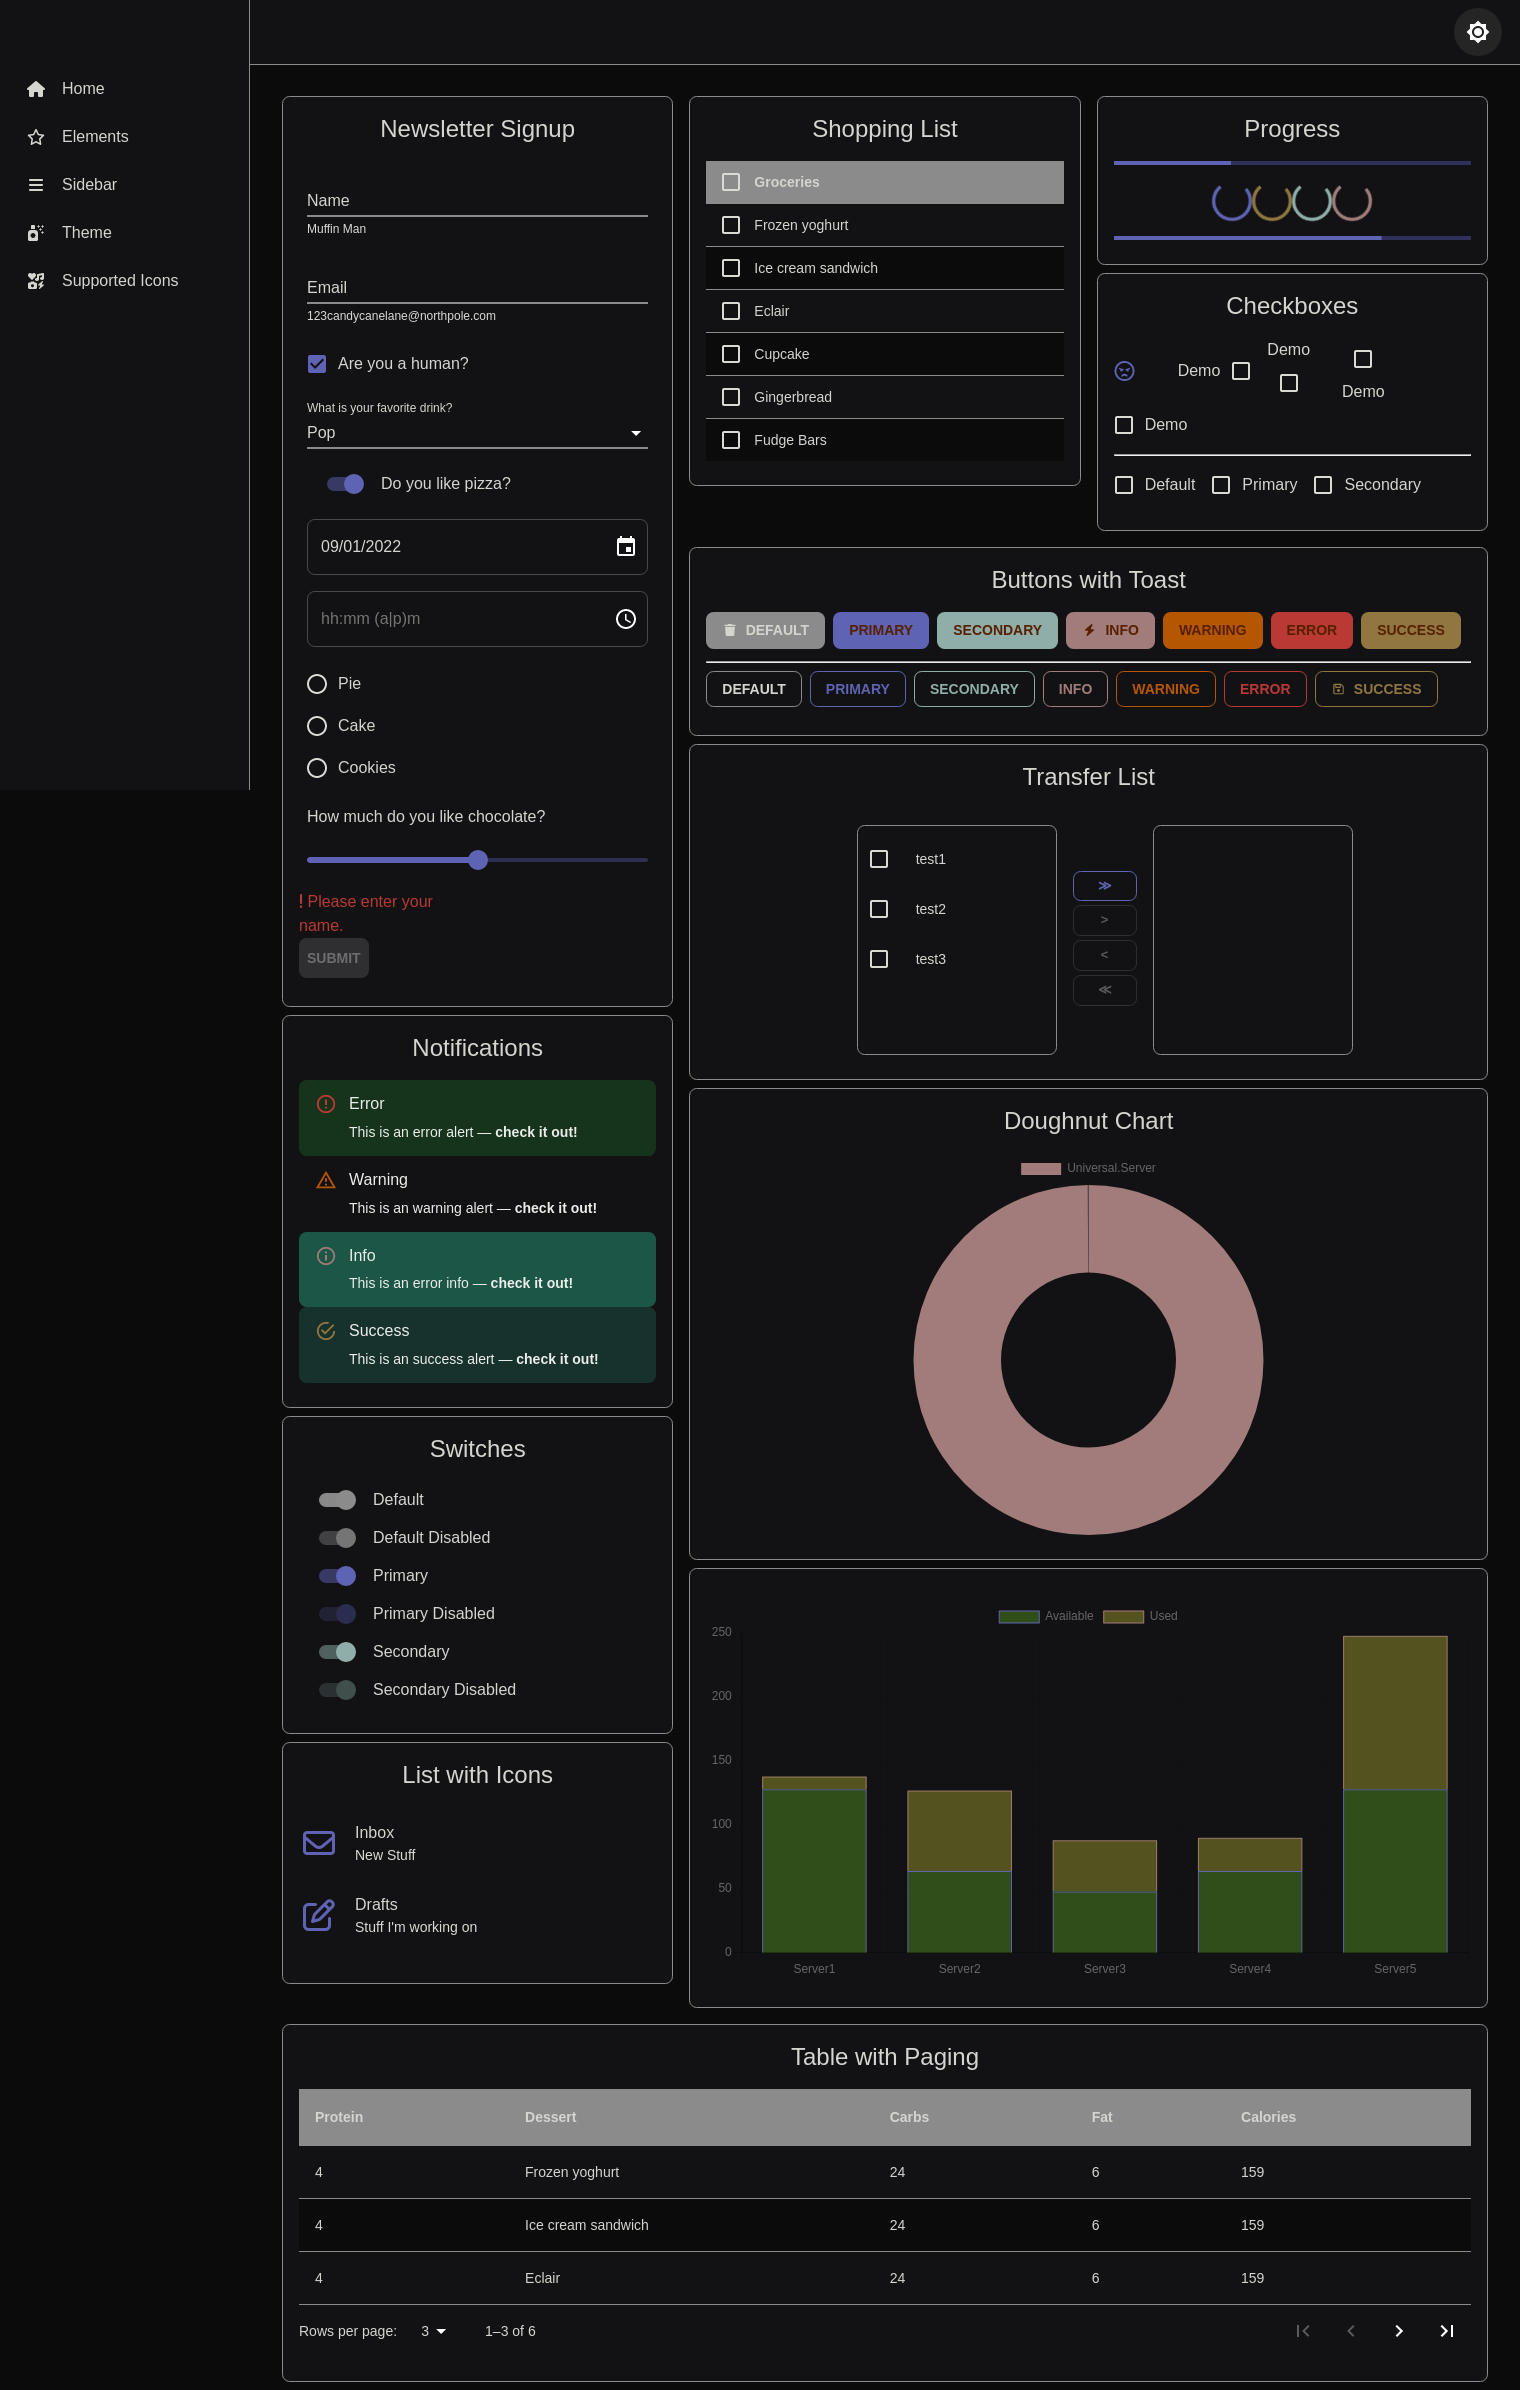 Home
Elements
Sidebar
Theme
Supported Icons
Newsletter Signup
Name
Muffin Man
Email
123candycanelane@northpole.com
Are you a human?
What is your favorite drink?
Pop
Do you like pizza?
09/01/2022
hh:mm (a|p)m
Pie
Cake
Cookies
How much do you like chocolate?
! Please enter your
name.
SUBMIT
Notifications
Error
This is an error alert — check it out!
Warning
This is an warning alert — check it out!
Info
This is an error info — check it out!
Success
This is an success alert — check it out!
Switches
Default
Default Disabled
Primary
Primary Disabled
Secondary
Secondary Disabled
List with Icons
Inbox
New Stuff
Drafts
Stuff I'm working on
Shopping List
Groceries
Frozen yoghurt
Ice cream sandwich
Eclair
Cupcake
Gingerbread
Fudge Bars
Progress
Checkboxes
Demo
Demo
Demo
Demo
Default Primary Secondary
Buttons with Toast
DEFAULT PRIMARY SECONDARY INFO WARNING ERROR SUCCESS
DEFAULT PRIMARY SECONDARY INFO WARNING ERROR SUCCESS
Transfer List
test1
test2
test3
≫
>
<
≪
Doughnut Chart
Universal.Server
Available Used
250
200
150
100
50
0
Server1 Server2 Server3 Server4 Server5
Table with Paging
Protein Dessert Carbs Fat Calories
4 Frozen yoghurt 24 6 159
4 Ice cream sandwich 24 6 159
4 Eclair 24 6 159
Rows per page: 3 1–3 of 6